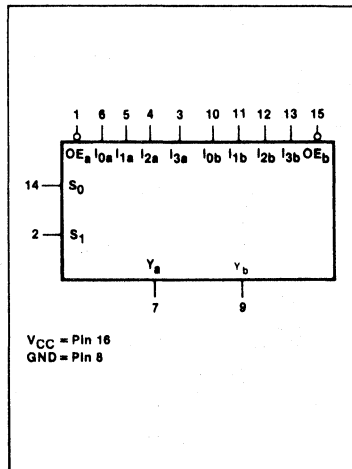 1 6 5 4 3 10 11 12 13 15
OEa I0a I1a I2a I3a I0b I1b I2b I3b OEb
14 S0
2 S1
Ya Yb
7 9
VCC = Pin 16
GND = Pin 8